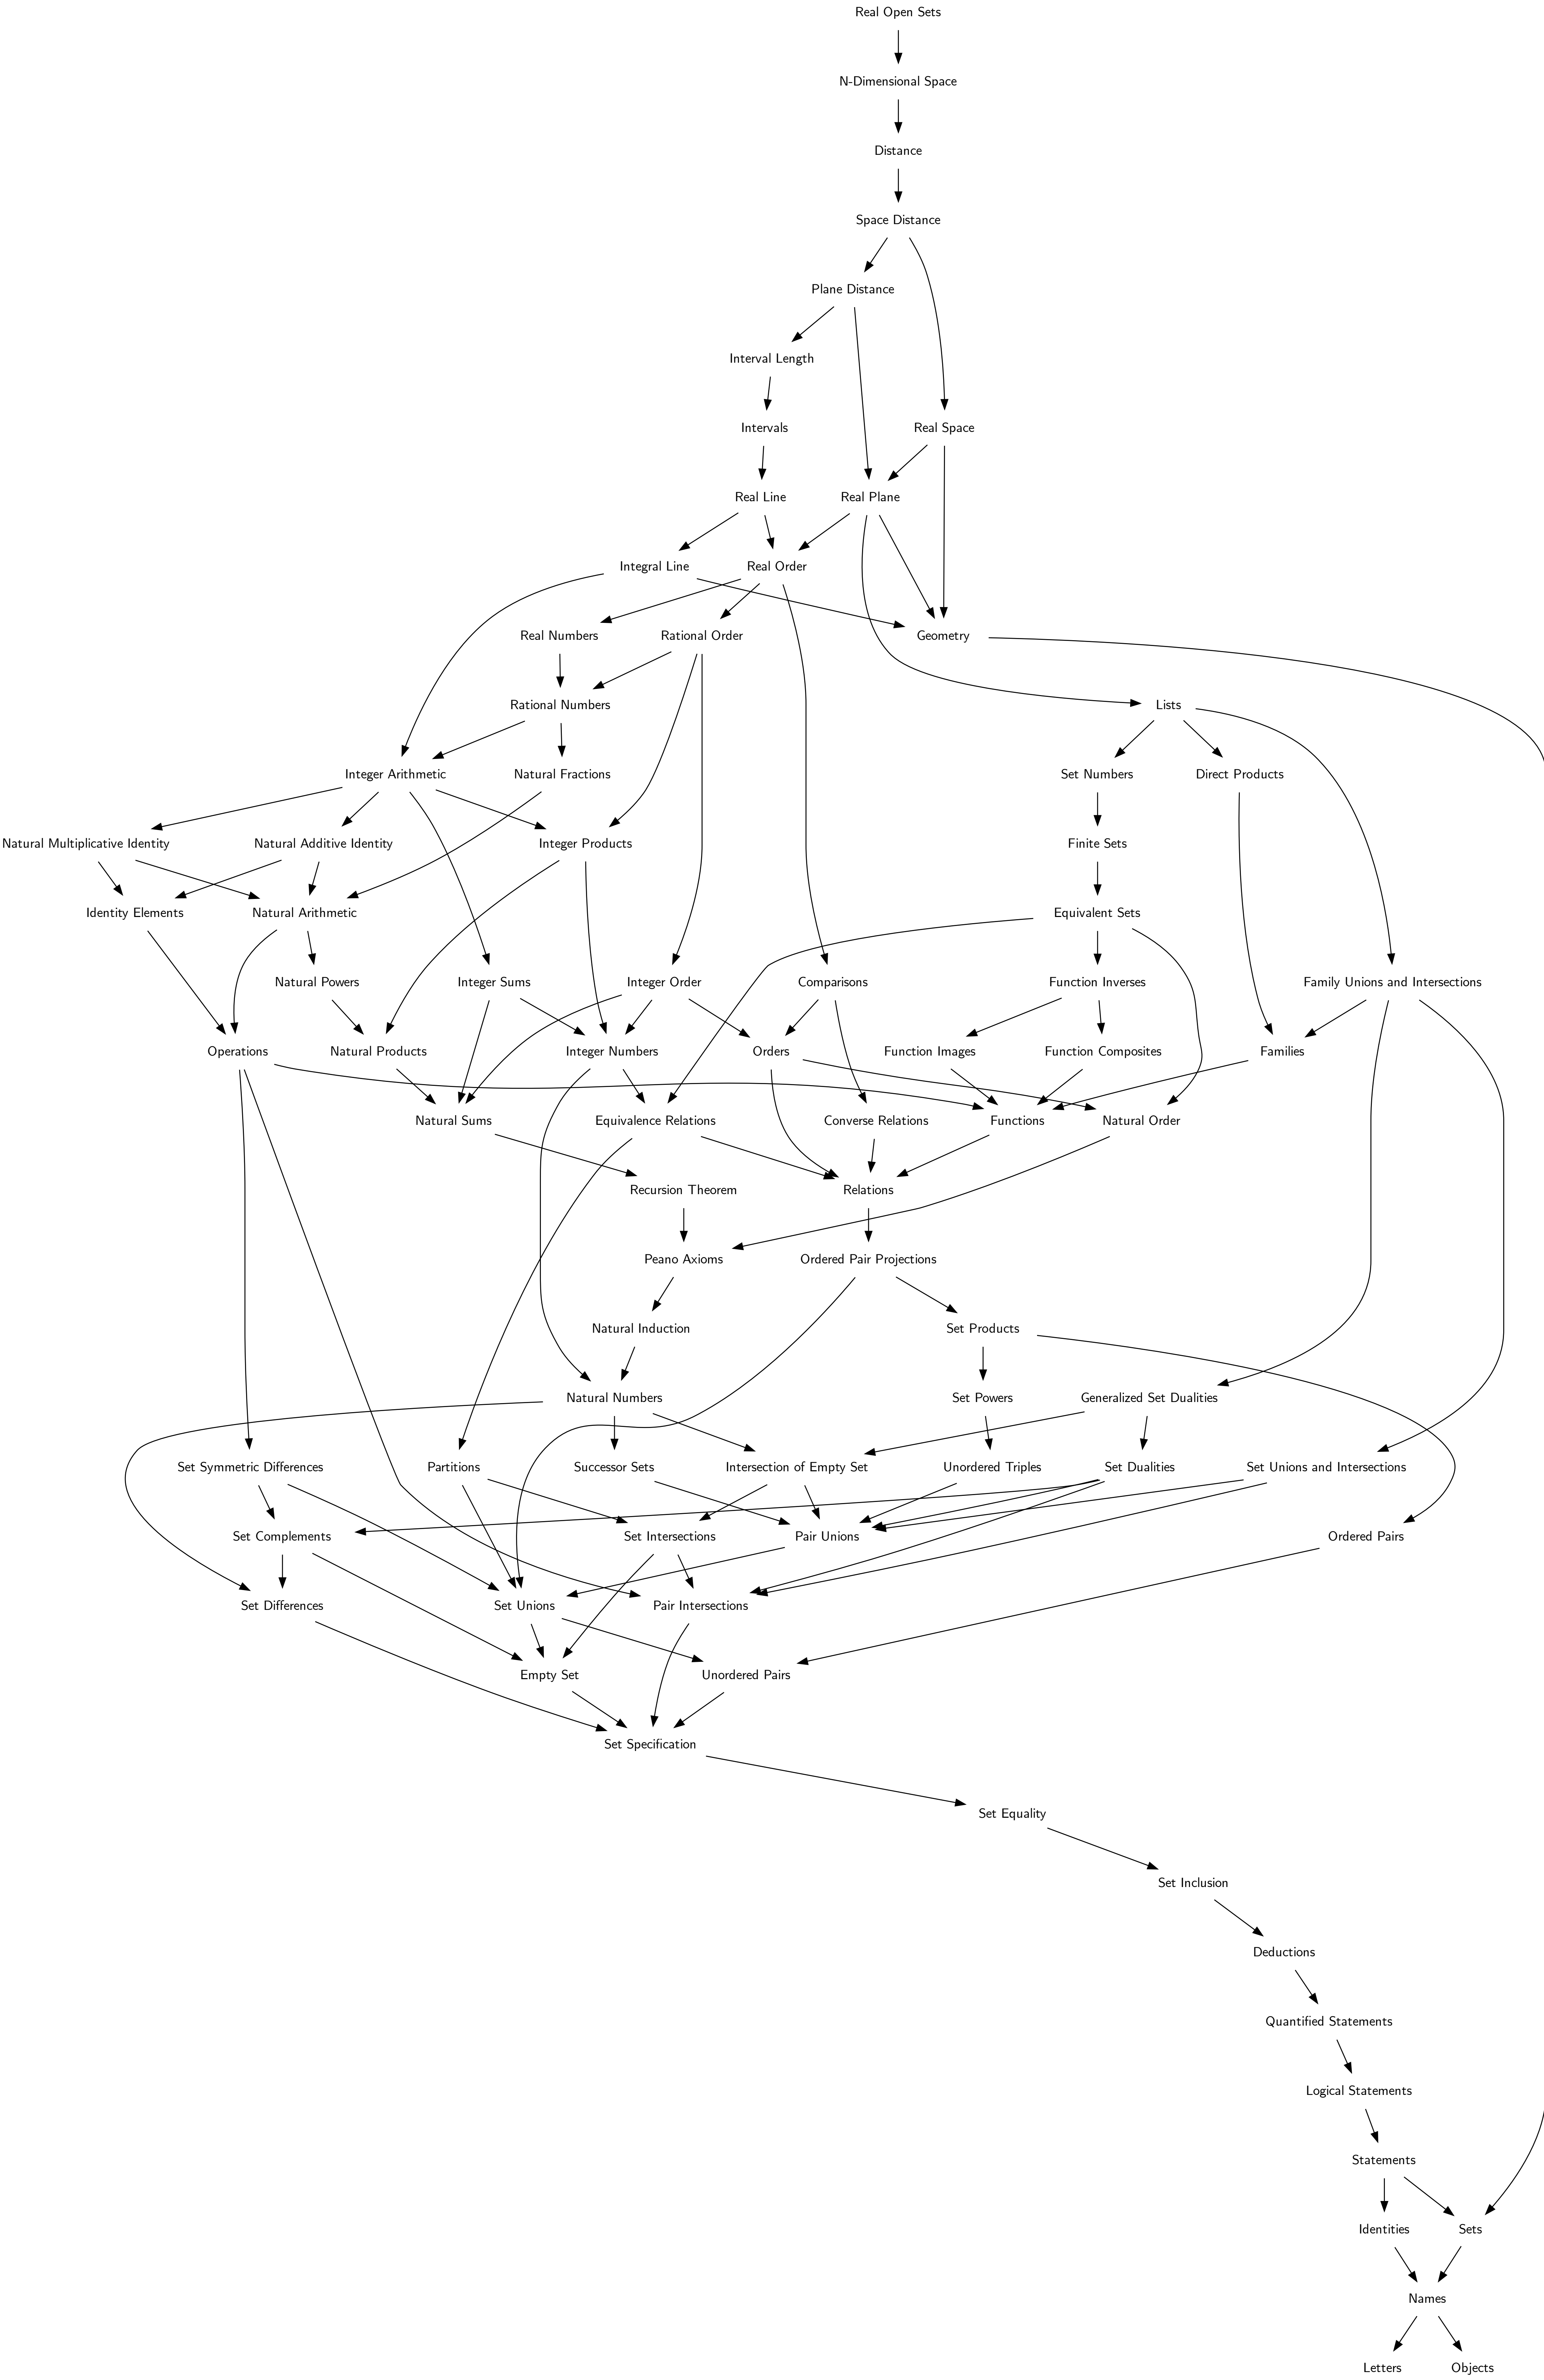 Real Open Sets
N-Dimensional Space
Distance
Space Distance
Plane Distance
Interval Length
Intervals
Real Space
Real Line
Real Plane
Integral Line
Real Order
Real Numbers
Rational Order
Geometry
Rational Numbers
Lists
Integer Arithmetic
Natural Fractions
Set Numbers
Direct Products
Natural Multiplicative Identity
Natural Additive Identity
Integer Products
Finite Sets
Identity Elements
Natural Arithmetic
Equivalent Sets
Natural Powers
Integer Sums
Integer Order
Comparisons
Function Inverses
Family Unions and Intersections
Operations
Natural Products
Integer Numbers
Orders
Function Images
Function Composites
Families
Natural Sums
Equivalence Relations
Converse Relations
Functions
Natural Order
Recursion Theorem
Relations
Peano Axioms
Ordered Pair Projections
Natural Induction
Set Products
Natural Numbers
Set Powers
Generalized Set Dualities
Set Symmetric Differences
Partitions
Successor Sets
Intersection of Empty Set
Unordered Triples
Set Dualities
Set Unions and Intersections
Set Complements
Set Intersections
Pair Unions
Ordered Pairs
Set Differences
Set Unions
Pair Intersections
Empty Set
Unordered Pairs
Set Specification
Set Equality
Set Inclusion
Deductions
Quantified Statements
Logical Statements
Statements
Identities
Sets
Names
Letters
Objects